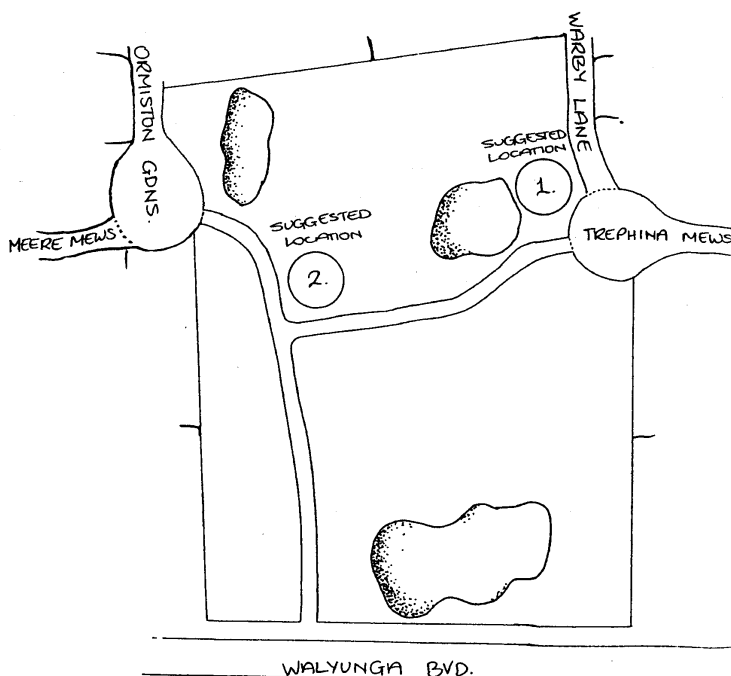 ORMISTON GDNS.
WARBY LANE
SUGGESTED
LOCATION
1.
MEERE MEWS
SUGGESTED
LOCATION
2.
TREPHINA MEWS
WALYUNGA BVD.